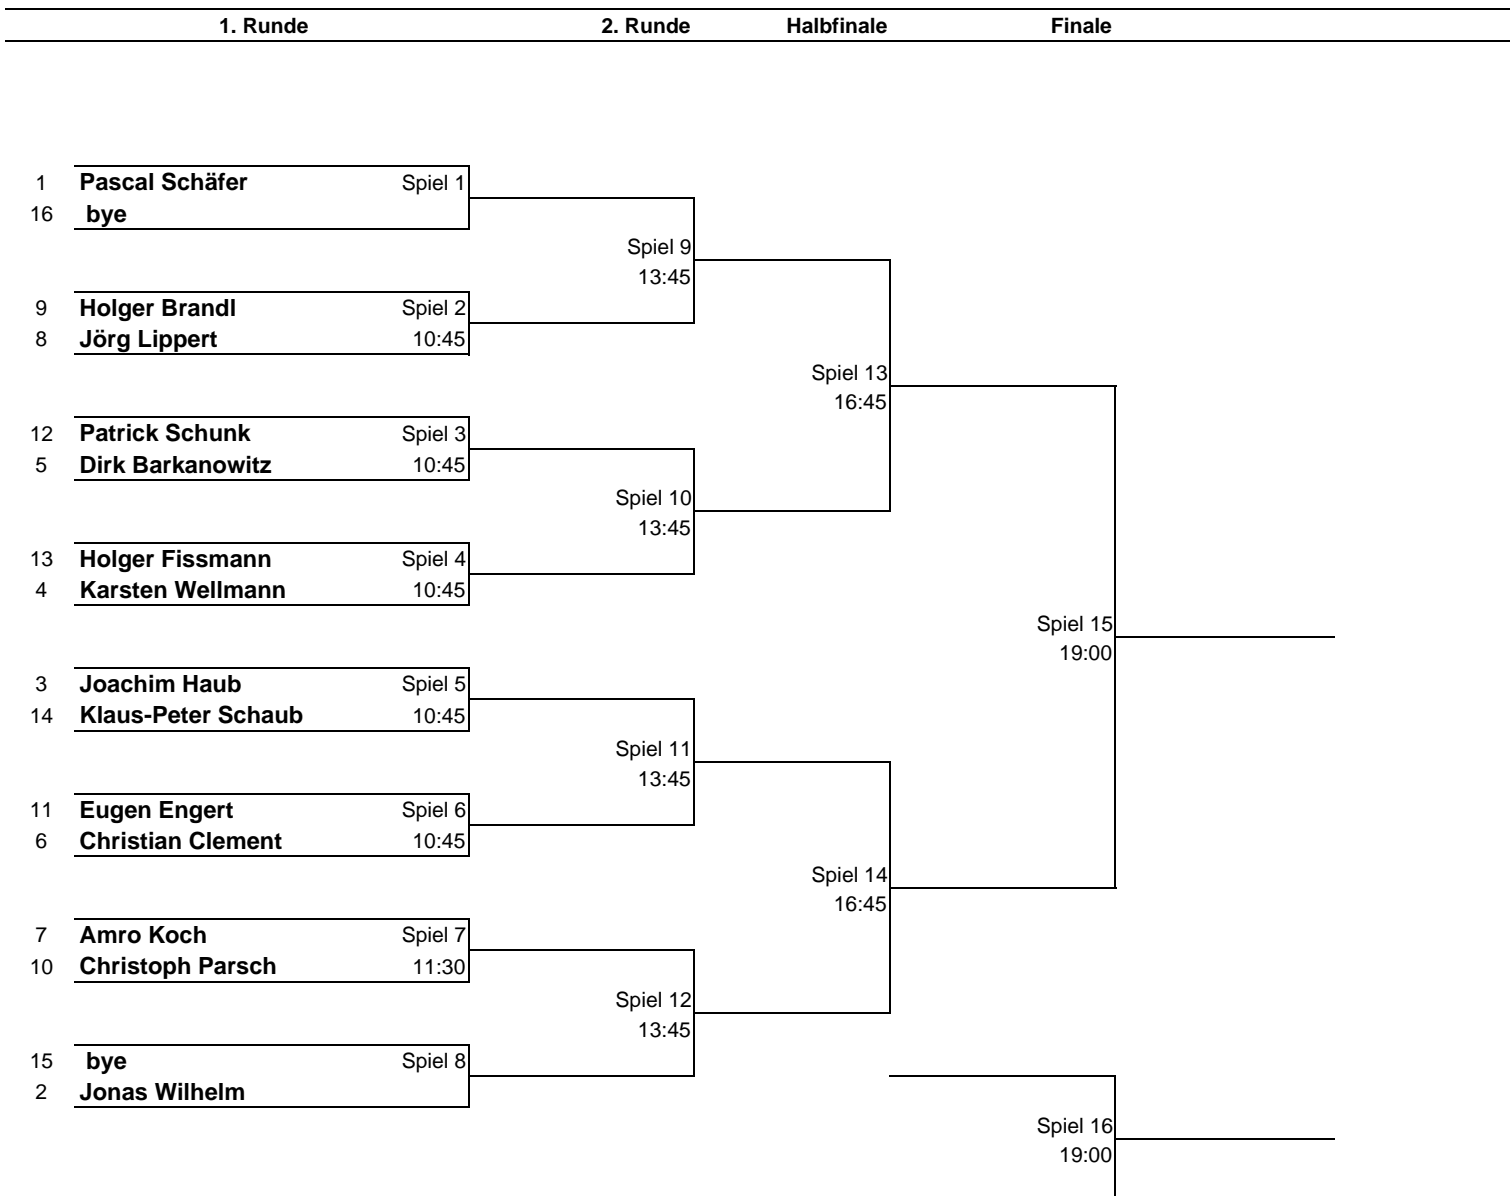 1. Runde 2. Runde Halbfinale Finale
1 Pascal Schäfer Spiel 1
16 bye
Spiel 9
13:45
9 Holger Brandl Spiel 2
8 Jörg Lippert 10:45
Spiel 13
16:45
12 Patrick Schunk Spiel 3
5 Dirk Barkanowitz 10:45
Spiel 10
13:45
13 Holger Fissmann Spiel 4
4 Karsten Wellmann 10:45
Spiel 15
19:00
3 Joachim Haub Spiel 5
14 Klaus-Peter Schaub 10:45
Spiel 11
13:45
11 Eugen Engert Spiel 6
6 Christian Clement 10:45
Spiel 14
16:45
7 Amro Koch Spiel 7
10 Christoph Parsch 11:30
Spiel 12
13:45
15 bye Spiel 8
2 Jonas Wilhelm
Spiel 16
19:00